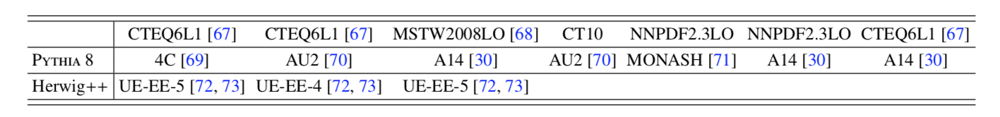 CTEQ6L1 [67] CTEQ6L1 [67] MSTW2008LO [68] CT10 NNPDF2.3LO NNPDF2.3LO CTEQ6L1 [67]
Pythia 8 4C [69] AU2 [70] A14 [30] AU2 [70] MONASH [71] A14 [30] A14 [30]
Herwig++ UE-EE-5 [72, 73] UE-EE-4 [72, 73] UE-EE-5 [72, 73]